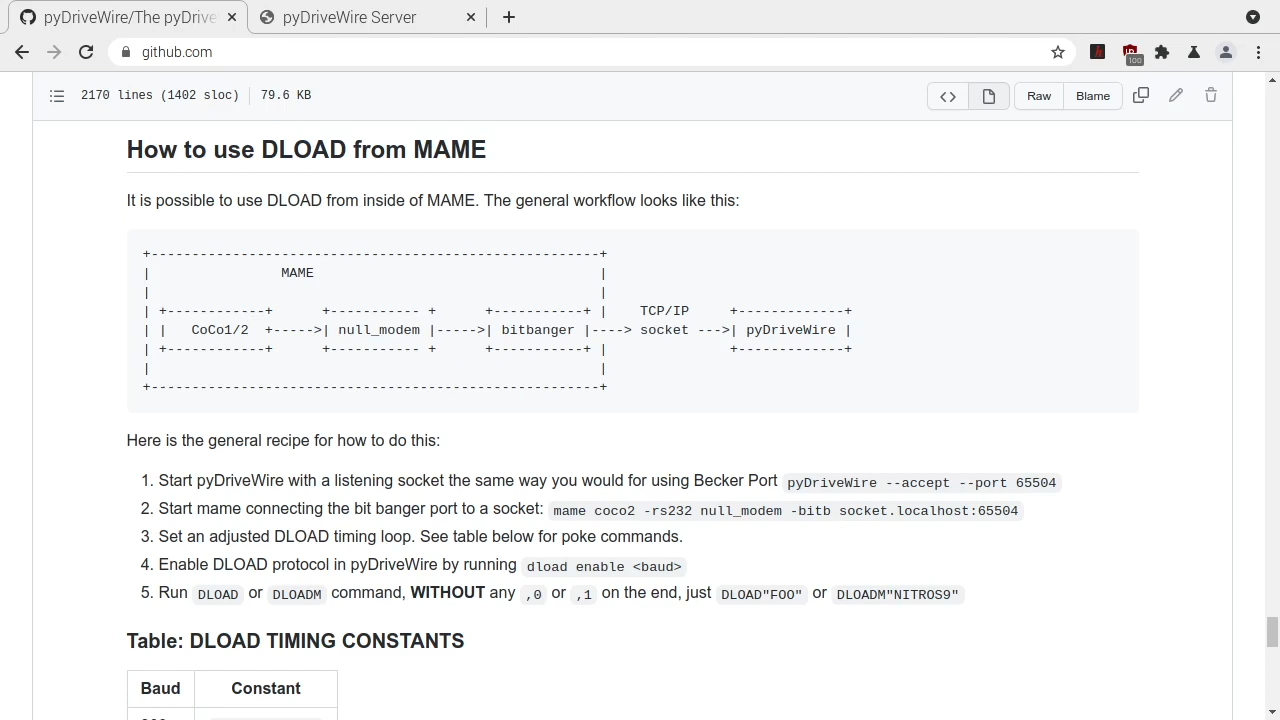 pyDriveWire/The pyDrive
pyDriveWire Server
github.com
100
2170 lines (1402 sloc) 79.6 KB
Raw
Blame
How to use DLOAD from MAME
It is possible to use DLOAD from inside of MAME. The general workflow looks like this:
+-------------------------------------------------------+
|                MAME                                   |
|                                                       |
| +------------+      +----------- +      +-----------+ |    TCP/IP     +-------------+
| |   CoCo1/2  +----->| null_modem |----->| bitbanger |----> socket --->| pyDriveWire |
| +------------+      +----------- +      +-----------+ |               +-------------+
|                                                       |
+-------------------------------------------------------+
Here is the general recipe for how to do this:
1. Start pyDriveWire with a listening socket the same way you would for using Becker Port pyDriveWire --accept --port 65504
2. Start mame connecting the bit banger port to a socket: mame coco2 -rs232 null_modem -bitb socket.localhost:65504
3. Set an adjusted DLOAD timing loop. See table below for poke commands.
4. Enable DLOAD protocol in pyDriveWire by running dload enable <baud>
5. Run DLOAD or DLOADM command, WITHOUT any ,0 or ,1 on the end, just DLOAD"FOO" or DLOADM"NITROS9"
Table: DLOAD TIMING CONSTANTS
Baud Constant